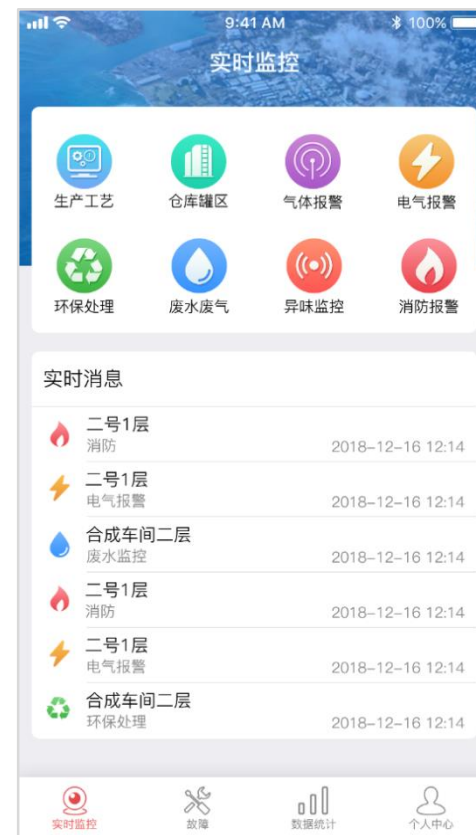 9:41 AM 100%
实时监控
生产工艺 仓库罐区 气体报警 电气报警
环保处理 废水废气 异味监控 消防报警
实时消息
二号1层
消防 2018-12-16 12:14
二号1层
电气报警 2018-12-16 12:14
合成车间二层
废水监控 2018-12-16 12:14
二号1层
消防 2018-12-16 12:14
二号1层
电气报警 2018-12-16 12:14
合成车间二层
环保处理 2018-12-16 12:14
实时监控 故障 数据统计 个人中心